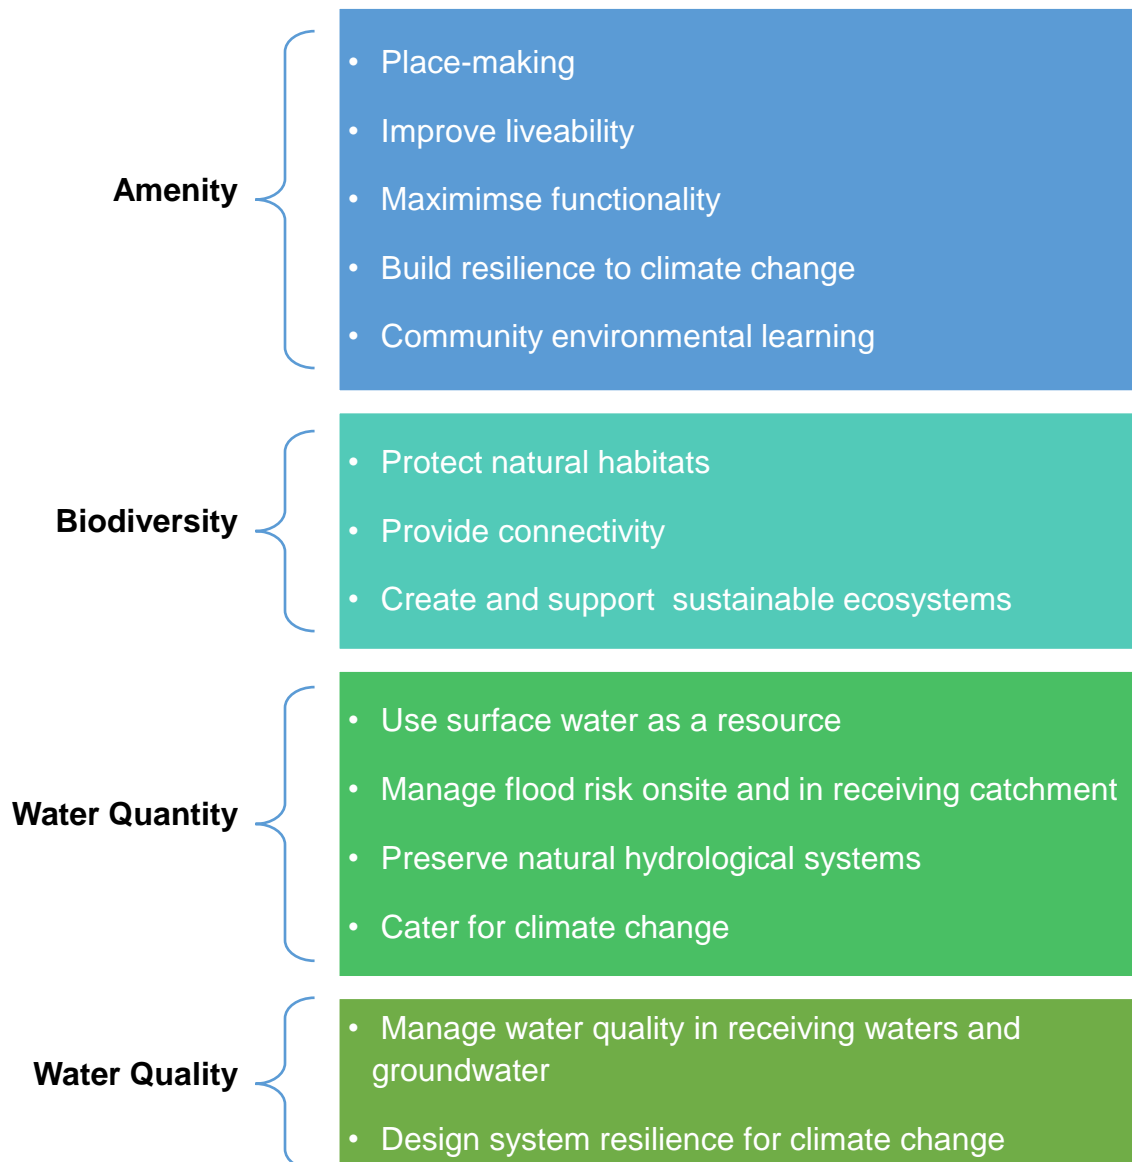 Amenity
• Place-making
• Improve liveability
• Maximimse functionality
• Build resilience to climate change
• Community environmental learning
Biodiversity
• Protect natural habitats
• Provide connectivity
• Create and support  sustainable ecosystems
Water Quantity
• Use surface water as a resource
• Manage flood risk onsite and in receiving catchment
• Preserve natural hydrological systems
• Cater for climate change
Water Quality
• Manage water quality in receiving waters and
groundwater
• Design system resilience for climate change